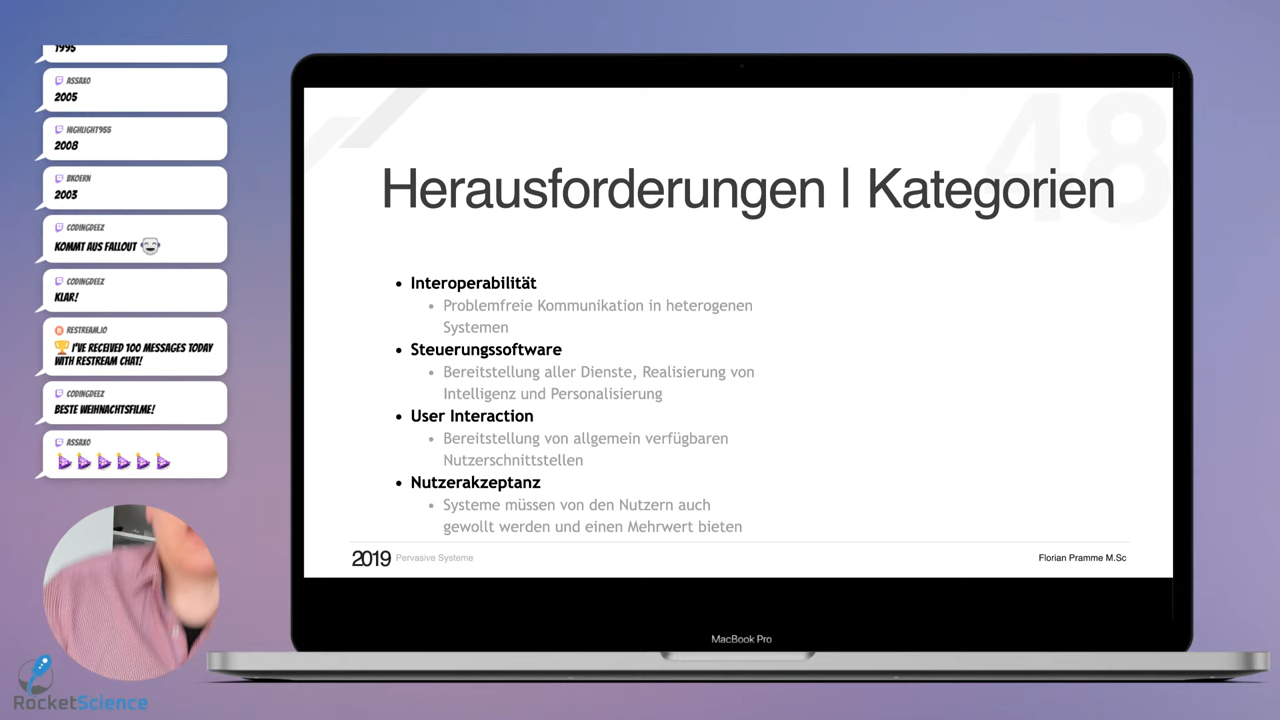 1995
ASSAXO
2005
HIGHLIGHT955
2008
BKOERN
2003
CODINGDEEZ
KOMMT AUS FALLOUT
CODINGDEEZ
KLAR!
RESTREAM.IO
I'VE RECEIVED 100 MESSAGES TODAY
WITH RESTREAM CHAT!
CODINGDEEZ
BESTE WEIHNACHTSFILME!
ASSAXO
RocketScience
48
Herausforderungen | Kategorien
• Interoperabilität
• Problemfreie Kommunikation in heterogenen
Systemen
• Steuerungssoftware
• Bereitstellung aller Dienste, Realisierung von
Intelligenz und Personalisierung
• User Interaction
• Bereitstellung von allgemein verfügbaren
Nutzerschnittstellen
• Nutzerakzeptanz
• Systeme müssen von den Nutzern auch
gewollt werden und einen Mehrwert bieten
2019 Pervasive Systeme
Florian Pramme M.Sc
MacBook Pro